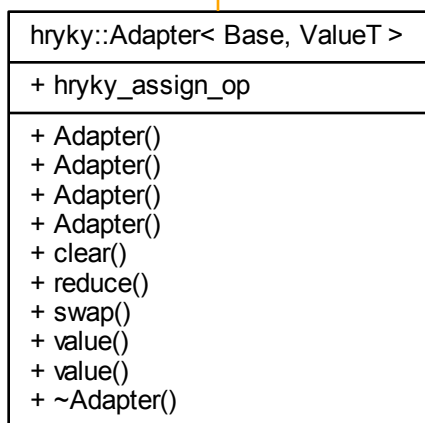 hryky::Adapter< Base, ValueT >
+ hryky_assign_op
+ Adapter()
+ Adapter()
+ Adapter()
+ Adapter()
+ clear()
+ reduce()
+ swap()
+ value()
+ value()
+ ~Adapter()